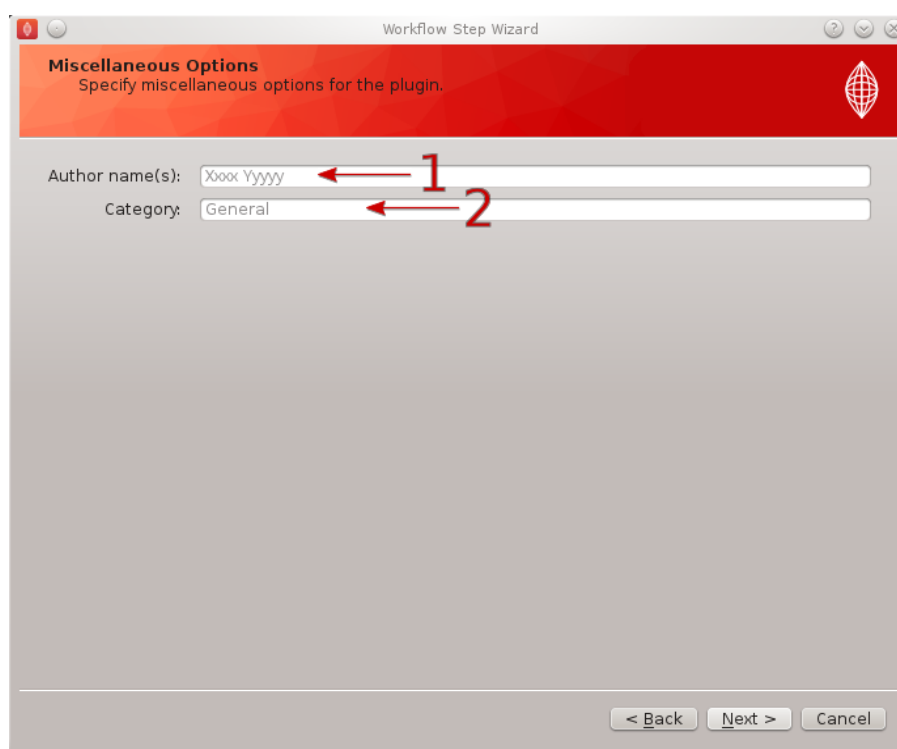 Workflow Step Wizard
Miscellaneous Options
Specify miscellaneous options for the plugin.
Author name(s): Xxxx Yyyyy 1
Category: General 2
< Back Next > Cancel